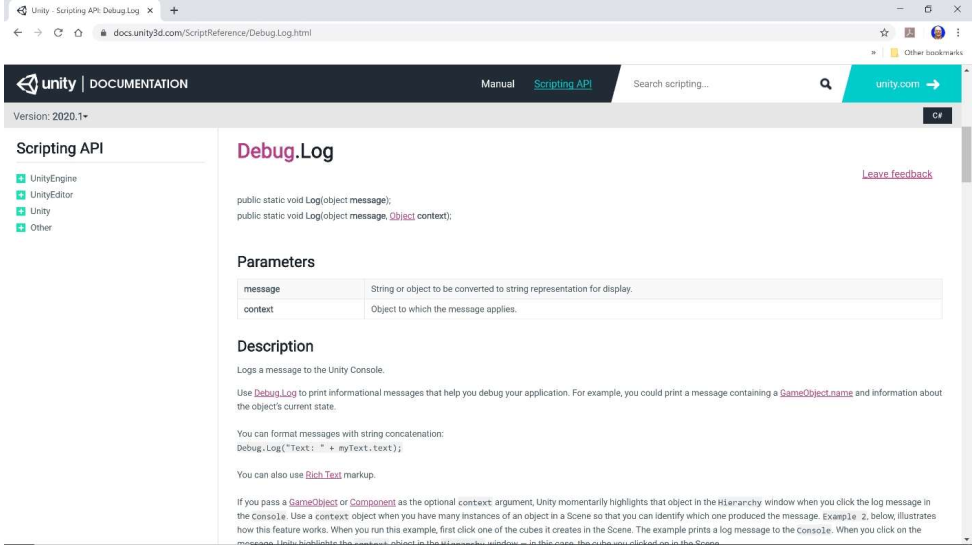 Unity - Scripting API: Debug.Log
docs.unity3d.com/ScriptReference/Debug.Log.html
» Other bookmarks
unity | DOCUMENTATION Manual Scripting API Search scripting... unity.com →
Version: 2020.1 C#
Scripting API
UnityEngine
UnityEditor
Unity
Other
Debug.Log
Leave feedback
public static void Log(object message);
public static void Log(object message, Object context);
Parameters
message String or object to be converted to string representation for display.
context Object to which the message applies.
Description
Logs a message to the Unity Console.
Use Debug.Log to print informational messages that help you debug your application. For example, you could print a message containing a GameObject.name and information about
the object's current state.
You can format messages with string concatenation:
Debug.Log("Text: " + myText.text);
You can also use Rich Text markup.
If you pass a GameObject or Component as the optional context argument, Unity momentarily highlights that object in the Hierarchy window when you click the log message in
the Console. Use a context object when you have many instances of an object in a Scene so that you can identify which one produced the message. Example 2, below, illustrates
how this feature works. When you run this example, first click one of the cubes it creates in the Scene. The example prints a log message to the Console. When you click on the
message, Unity highlights the context object in the Hierarchy window – in this case, the cube you clicked on in the Scene.